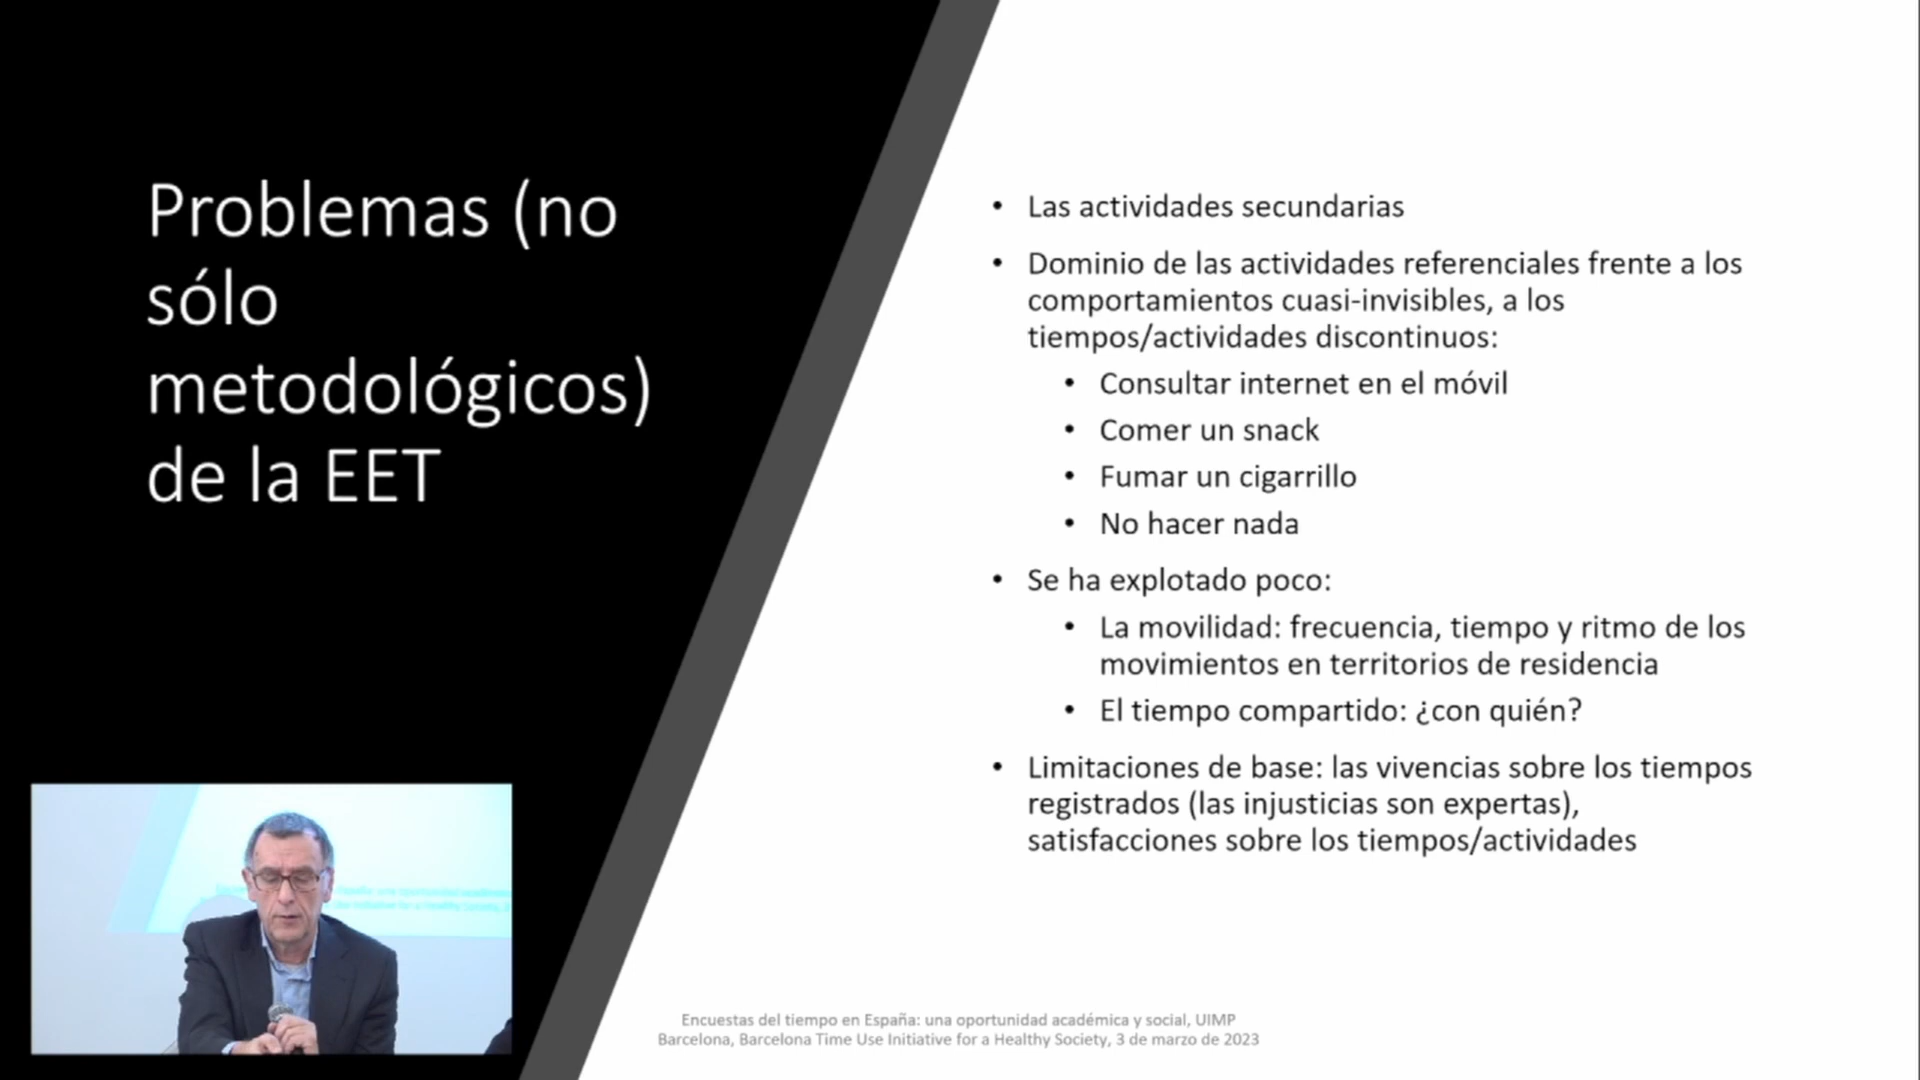 Problemas (no
sólo
metodológicos)
de la EET
• Las actividades secundarias
• Dominio de las actividades referenciales frente a los
comportamientos cuasi-invisibles, a los
tiempos/actividades discontinuos:
• Consultar internet en el móvil
• Comer un snack
• Fumar un cigarrillo
• No hacer nada
• Se ha explotado poco:
• La movilidad: frecuencia, tiempo y ritmo de los
movimientos en territorios de residencia
• El tiempo compartido: ¿con quién?
• Limitaciones de base: las vivencias sobre los tiempos
registrados (las injusticias son expertas),
satisfacciones sobre los tiempos/actividades
Encuestas del tiempo en España: una oportunidad académica y social, UIMP
Barcelona, Barcelona Time Use Initiative for a Healthy Society, 3 de marzo de 2023